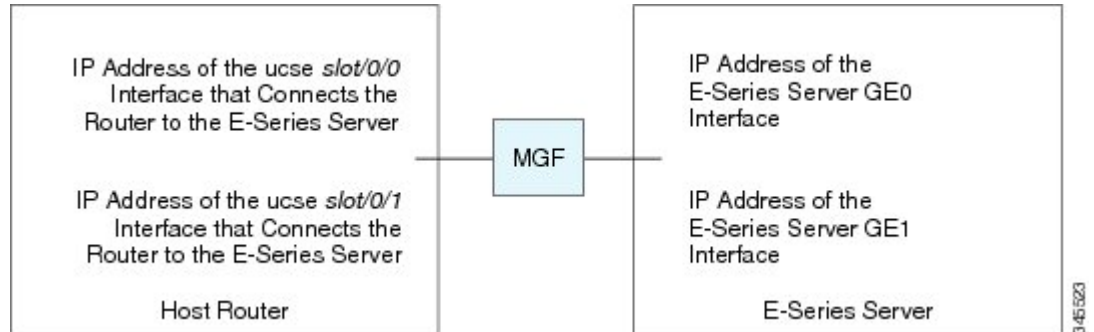 IP Address of the ucse slot/0/0
Interface that Connects the
Router to the E-Series Server
IP Address of the ucse slot/0/1
Interface that Connects the
Router to the E-Series Server
Host Router
MGF
IP Address of the
E-Series Server GE0
Interface
IP Address of the
E-Series Server GE1
Interface
E-Series Server
345523